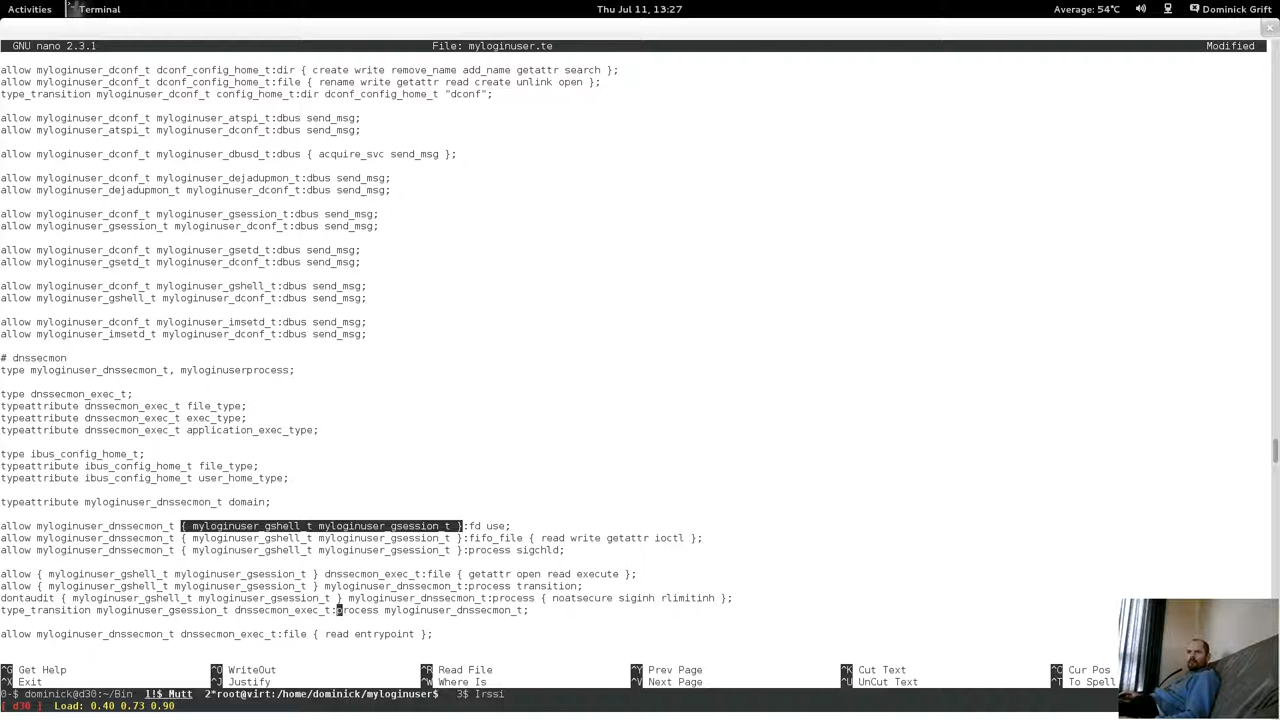 Activities Terminal Thu Jul 11, 13:27 Average: 54°C Dominick Grift
GNU nano 2.3.1 File: myloginuser.te Modified
allow myloginuser_dconf_t dconf_config_home_t:dir { create write remove_name add_name getattr search };
allow myloginuser_dconf_t dconf_config_home_t:file { rename write getattr read create unlink open };
type_transition myloginuser_dconf_t config_home_t:dir dconf_config_home_t "dconf";
allow myloginuser_dconf_t myloginuser_atspi_t:dbus send_msg;
allow myloginuser_atspi_t myloginuser_dconf_t:dbus send_msg;
allow myloginuser_dconf_t myloginuser_dbusd_t:dbus { acquire_svc send_msg };
allow myloginuser_dconf_t myloginuser_dejadupmon_t:dbus send_msg;
allow myloginuser_dejadupmon_t myloginuser_dconf_t:dbus send_msg;
allow myloginuser_dconf_t myloginuser_gsession_t:dbus send_msg;
allow myloginuser_gsession_t myloginuser_dconf_t:dbus send_msg;
allow myloginuser_dconf_t myloginuser_gsetd_t:dbus send_msg;
allow myloginuser_gsetd_t myloginuser_dconf_t:dbus send_msg;
allow myloginuser_dconf_t myloginuser_gshell_t:dbus send_msg;
allow myloginuser_gshell_t myloginuser_dconf_t:dbus send_msg;
allow myloginuser_dconf_t myloginuser_imsetd_t:dbus send_msg;
allow myloginuser_imsetd_t myloginuser_dconf_t:dbus send_msg;
# dnssecmon
type myloginuser_dnssecmon_t, myloginuserprocess;
type dnssecmon_exec_t;
typeattribute dnssecmon_exec_t file_type;
typeattribute dnssecmon_exec_t exec_type;
typeattribute dnssecmon_exec_t application_exec_type;
type ibus_config_home_t;
typeattribute ibus_config_home_t file_type;
typeattribute ibus_config_home_t user_home_type;
typeattribute myloginuser_dnssecmon_t domain;
allow myloginuser_dnssecmon_t { myloginuser_gshell_t myloginuser_gsession_t }:fd use;
allow myloginuser_dnssecmon_t { myloginuser_gshell_t myloginuser_gsession_t }:fifo_file { read write getattr ioctl };
allow myloginuser_dnssecmon_t { myloginuser_gshell_t myloginuser_gsession_t }:process sigchld;
allow { myloginuser_gshell_t myloginuser_gsession_t } dnssecmon_exec_t:file { getattr open read execute };
allow { myloginuser_gshell_t myloginuser_gsession_t } myloginuser_dnssecmon_t:process transition;
dontaudit { myloginuser_gshell_t myloginuser_gsession_t } myloginuser_dnssecmon_t:process { noatsecure siginh rlimitinh };
type_transition myloginuser_gsession_t dnssecmon_exec_t:process myloginuser_dnssecmon_t;
allow myloginuser_dnssecmon_t dnssecmon_exec_t:file { read entrypoint };
^G Get Help ^O WriteOut ^R Read File ^Y Prev Page ^K Cut Text ^C Cur Pos
^X Exit ^J Justify ^W Where Is ^V Next Page ^U UnCut Text ^T To Spell
0-$ dominick@d30:~/Bin 1!$ Mutt 2*root@virt:/home/dominick/myloginuser$ 3$ Irssi
[ d30 ] Load: 0.40 0.73 0.90